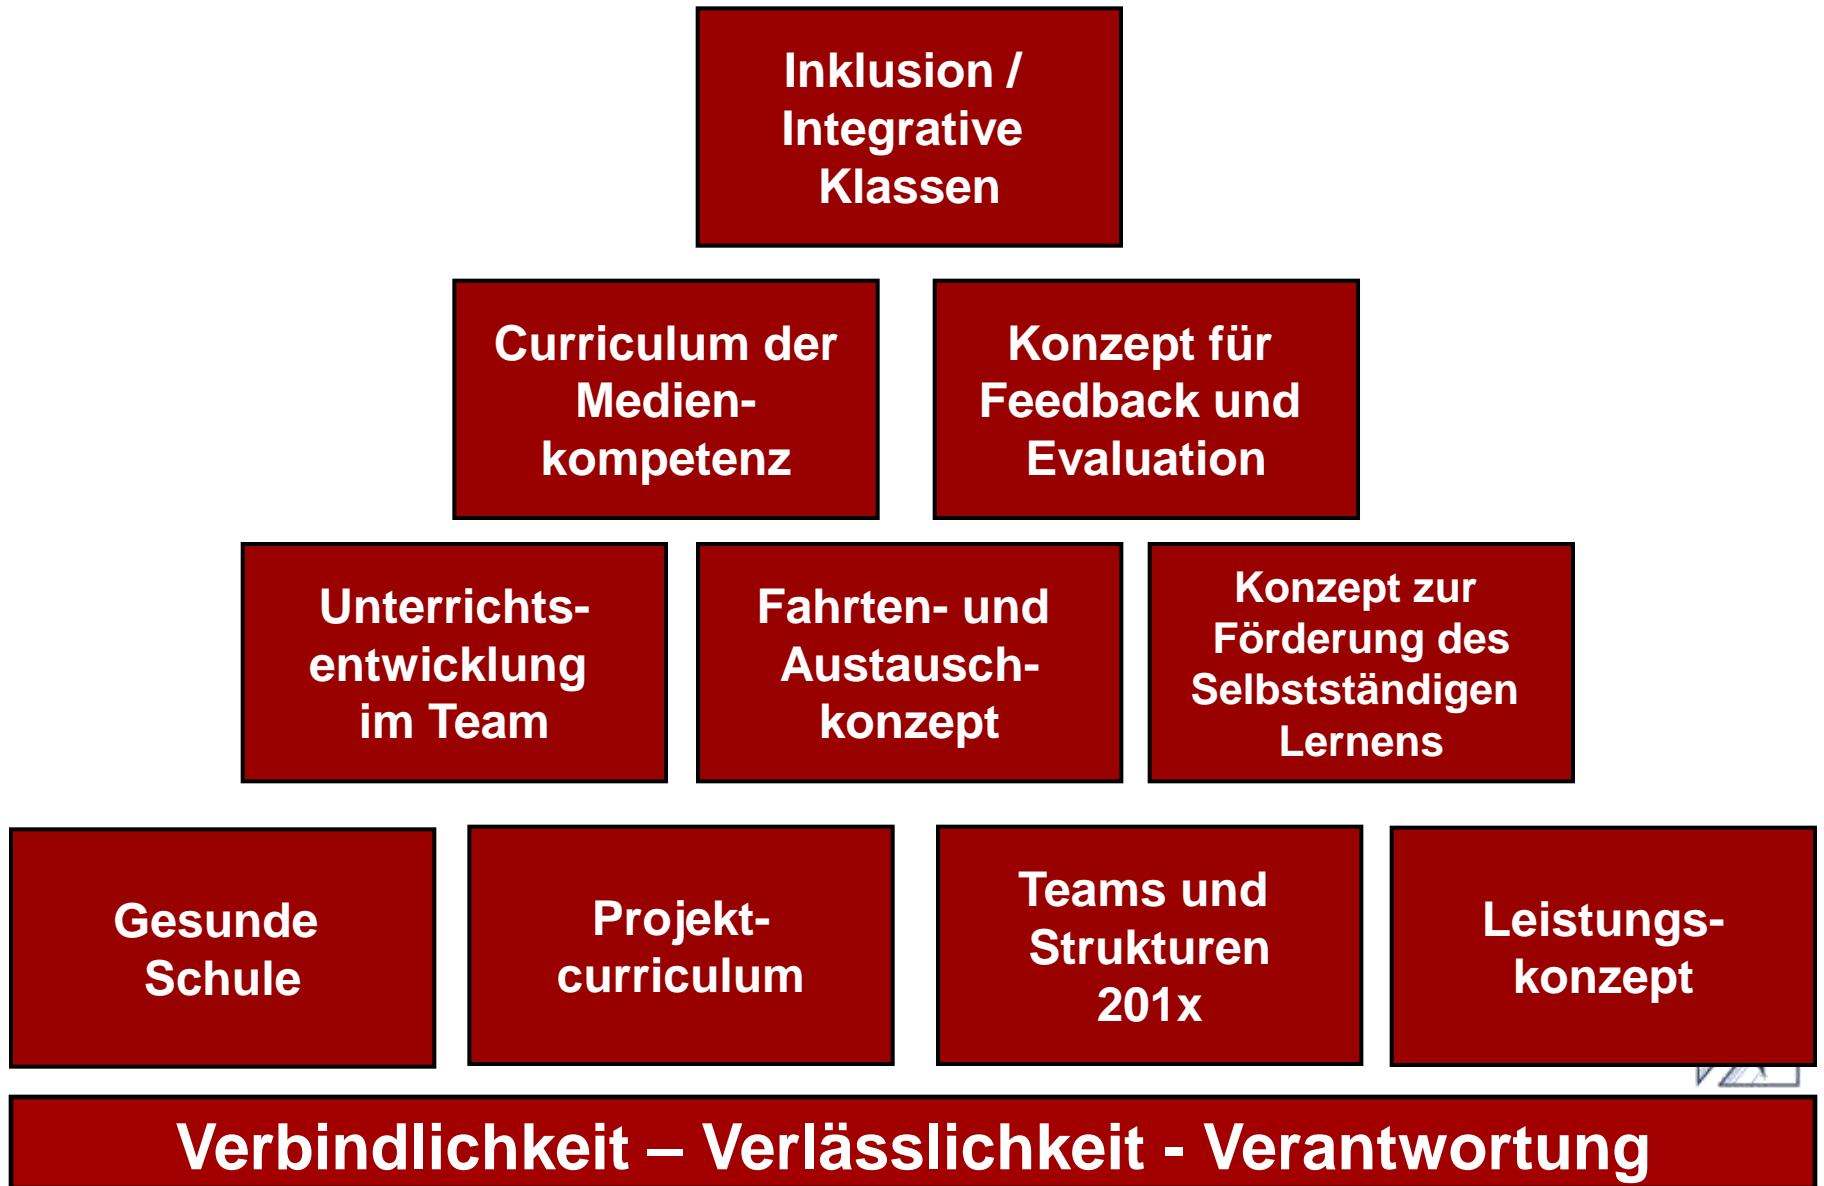 Inklusion /
Integrative
Klassen
Curriculum der
Medien-
kompetenz
Konzept für
Feedback und
Evaluation
Unterrichts-
entwicklung
im Team
Fahrten- und
Austausch-
konzept
Konzept zur
Förderung des
Selbstständigen
Lernens
Gesunde
Schule
Projekt-
curriculum
Teams und
Strukturen
201x
Leistungs-
konzept
Verbindlichkeit – Verlässlichkeit - Verantwortung